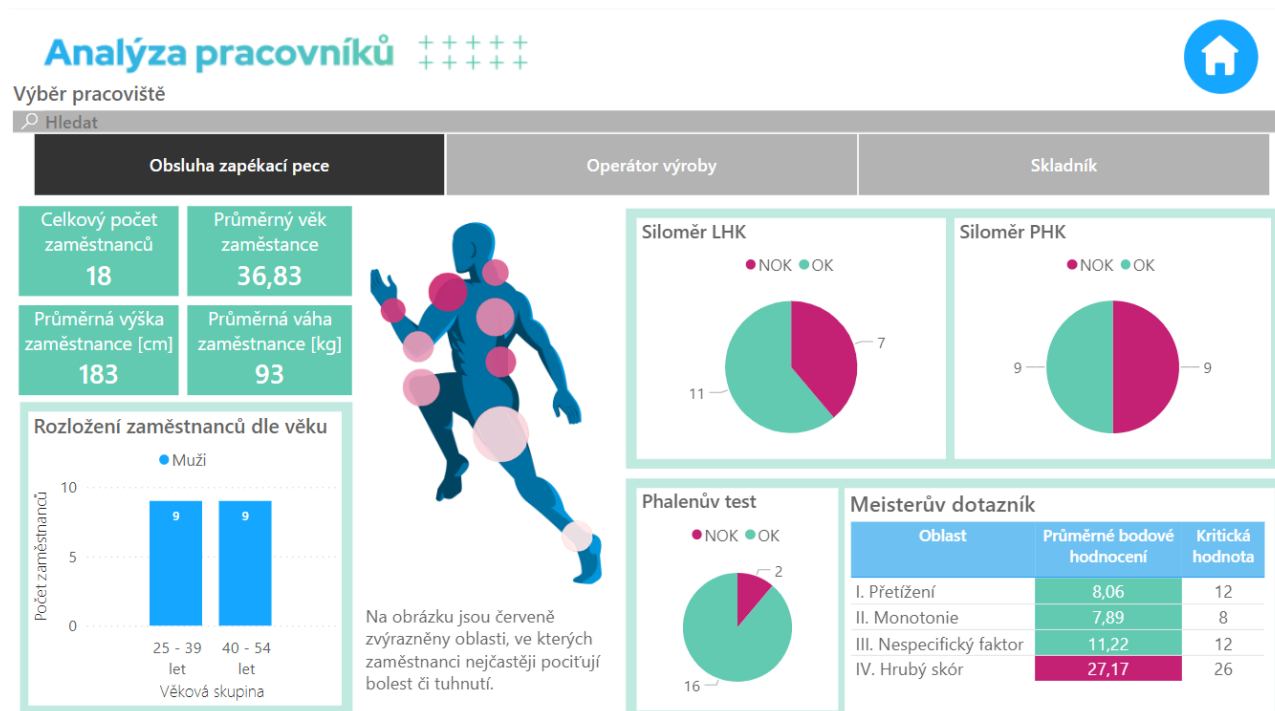 Analýza pracovníků
Výběr pracoviště
Hledat
Obsluha zapékací pece
Operátor výroby
Skladník
Celkový počet
zaměstnanců
18
Průměrný věk
zaměstance
36,83
Průměrná výška
zaměstnance [cm]
183
Průměrná váha
zaměstnance [kg]
93
Rozložení zaměstnanců dle věku
Muži
Počet zaměstnanců
10
5
0
9
9
25 - 39
let
40 - 54
let
Věková skupina
Na obrázku jsou červeně
zvýrazněny oblasti, ve kterých
zaměstnanci nejčastěji pociťují
bolest či tuhnutí.
Siloměr LHK
NOK OK
7
11
Siloměr PHK
NOK OK
9
9
Phalenův test
NOK OK
2
16
Meisterův dotazník
Oblast Průměrné bodové hodnocení Kritická hodnota
I. Přetížení 8,06 12
II. Monotonie 7,89 8
III. Nespecifický faktor 11,22 12
IV. Hrubý skór 27,17 26